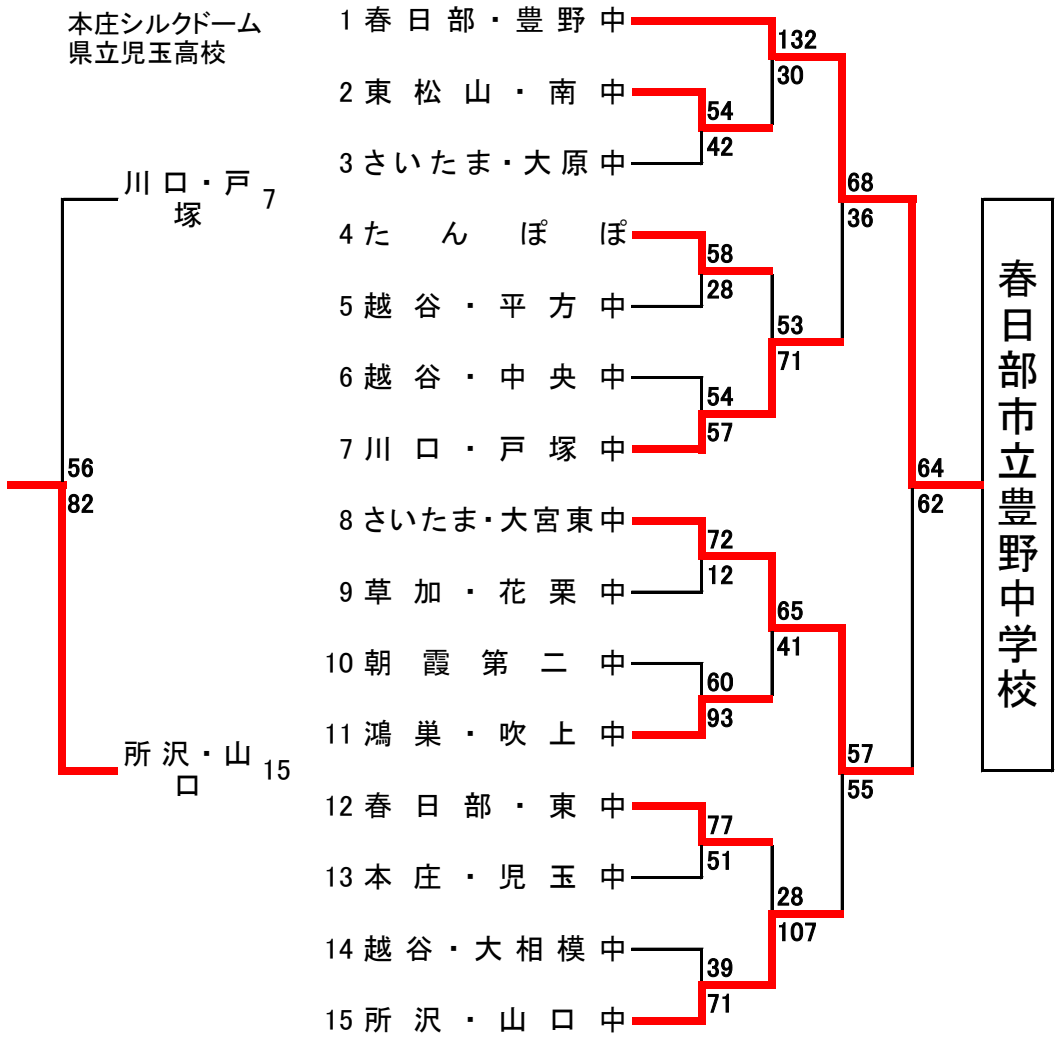 本庄シルクドーム
県立児玉高校
1 春日部・豊野中
2 東松山・南中
3 さいたま・大原中
4 たんぽぽ
5 越谷・平方中
6 越谷・中央中
7 川口・戸塚中
8 さいたま・大宮東中
9 草加・花栗中
10 朝霞第二中
11 鴻巣・吹上中
12 春日部・東中
13 本庄・児玉中
14 越谷・大相模中
15 所沢・山口中
132
30
54
42
58
28
54
57
53
71
68
36
72
12
60
93
65
41
77
51
39
71
28
107
57
55
64
62
春日部市立豊野中学校
川口・戸 7
塚
56
82
所沢・山 15
口